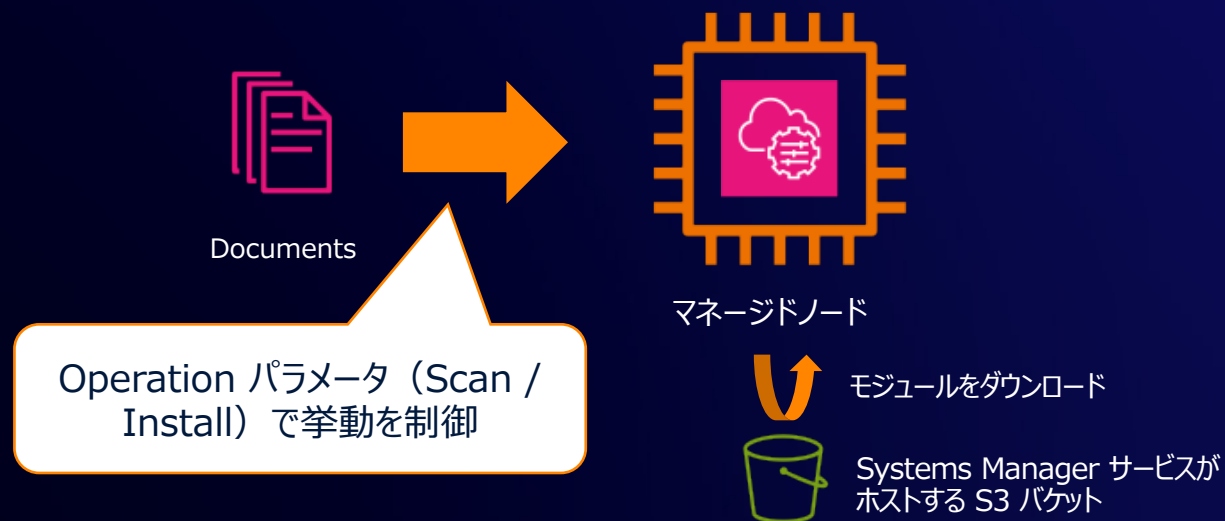 Documents
マネージドノード
Operation パラメータ（Scan /
Install）で挙動を制御
モジュールをダウンロード
Systems Manager サービスが
ホストする S3 バケット